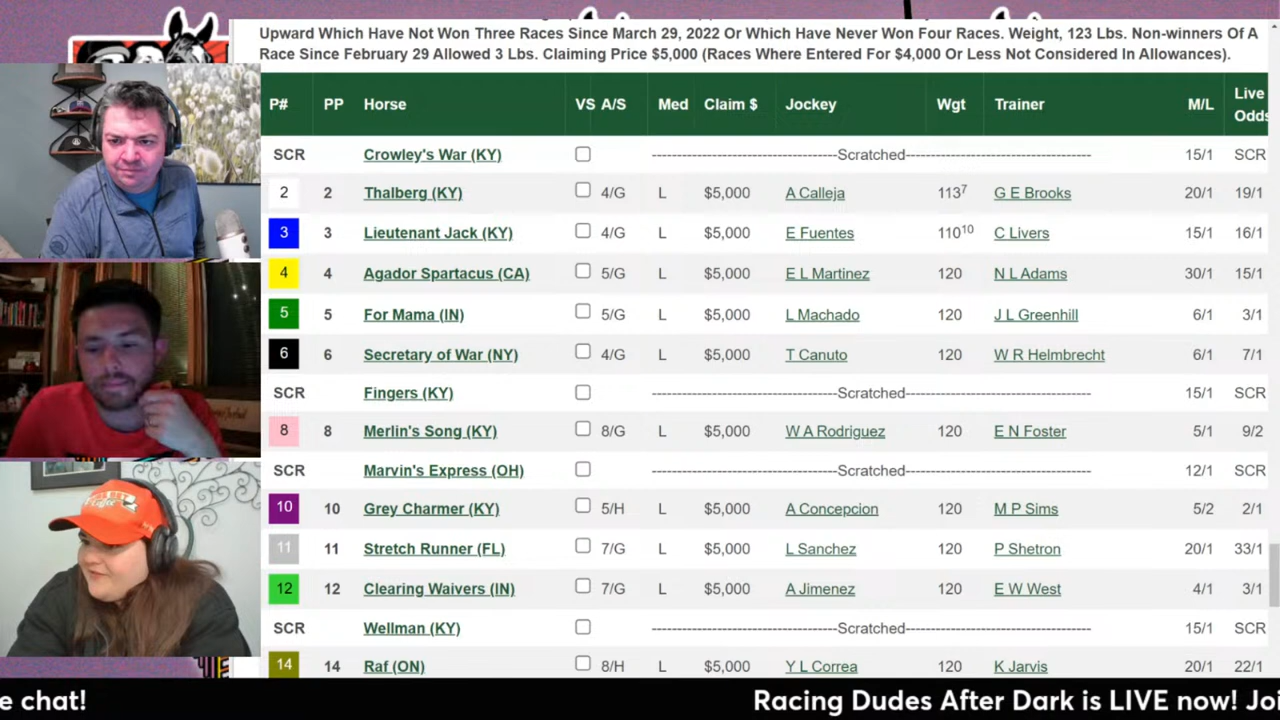 Upward Which Have Not Won Three Races Since March 29, 2022 Or Which Have Never Won Four Races. Weight, 123 Lbs. Non-winners Of A
Race Since February 29 Allowed 3 Lbs. Claiming Price $5,000 (Races Where Entered For $4,000 Or Less Not Considered In Allowances).
P# PP Horse VS A/S Med Claim $ Jockey Wgt Trainer M/L Live Odds
SCR Crowley's War (KY) Scratched 15/1 SCR
2 2 Thalberg (KY) 4/G L $5,000 A Calleja 113⁷ G E Brooks 20/1 19/1
3 3 Lieutenant Jack (KY) 4/G L $5,000 E Fuentes 110¹⁰ C Livers 15/1 16/1
4 4 Agador Spartacus (CA) 5/G L $5,000 E L Martinez 120 N L Adams 30/1 15/1
5 5 For Mama (IN) 5/G L $5,000 L Machado 120 J L Greenhill 6/1 3/1
6 6 Secretary of War (NY) 4/G L $5,000 T Canuto 120 W R Helmbrecht 6/1 7/1
SCR Fingers (KY) Scratched 15/1 SCR
8 8 Merlin's Song (KY) 8/G L $5,000 W A Rodriguez 120 E N Foster 5/1 9/2
SCR Marvin's Express (OH) Scratched 12/1 SCR
10 10 Grey Charmer (KY) 5/H L $5,000 A Concepcion 120 M P Sims 5/2 2/1
11 11 Stretch Runner (FL) 7/G L $5,000 L Sanchez 120 P Shetron 20/1 33/1
12 12 Clearing Waivers (IN) 7/G L $5,000 A Jimenez 120 E W West 4/1 3/1
SCR Wellman (KY) Scratched 15/1 SCR
14 14 Raf (ON) 8/H L $5,000 Y L Correa 120 K Jarvis 20/1 22/1
e chat! Racing Dudes After Dark is LIVE now! Joi